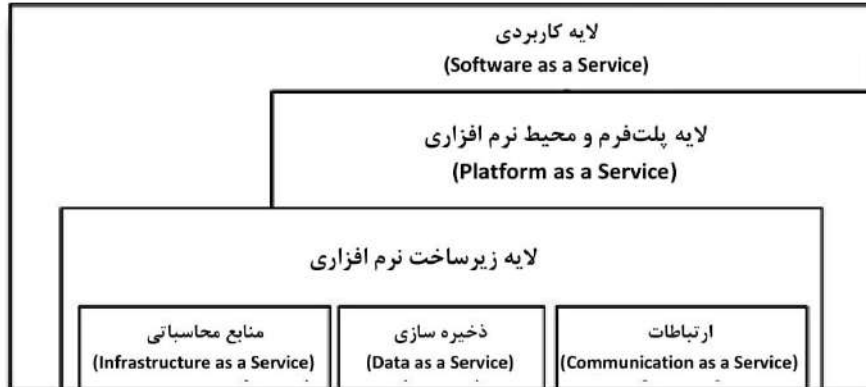 لایه کاربردی
(Software as a Service)
لایه پلت‌فرم و محیط نرم افزاری
(Platform as a Service)
لایه زیرساخت نرم افزاری
منابع محاسباتی
(Infrastructure as a Service)
ذخیره سازی
(Data as a Service)
ارتباطات
(Communication as a Service)